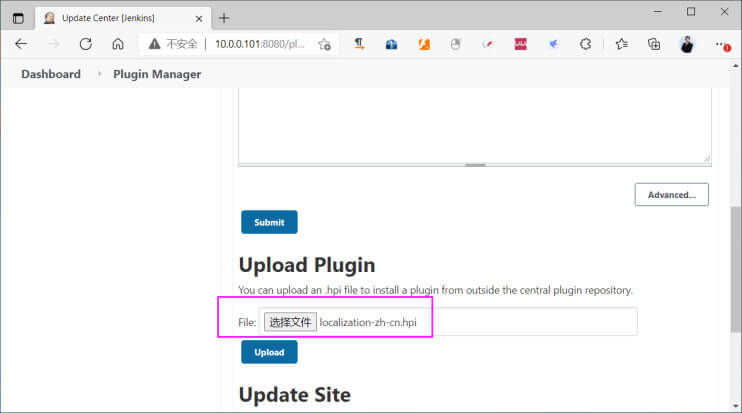 Update Center [Jenkins]
不安全 | 10.0.0.101:8080/pl...
Dashboard > Plugin Manager
Advanced...
Submit
Upload Plugin
You can upload an .hpi file to install a plugin from outside the central plugin repository.
File: 选择文件 localization-zh-cn.hpi
Upload
Update Site